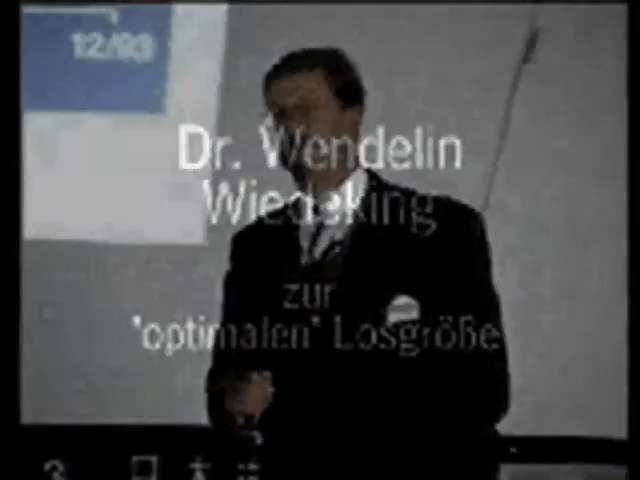 12/93
Dr. Wendelin
Wiedeking
zur
"optimalen" Losgröße